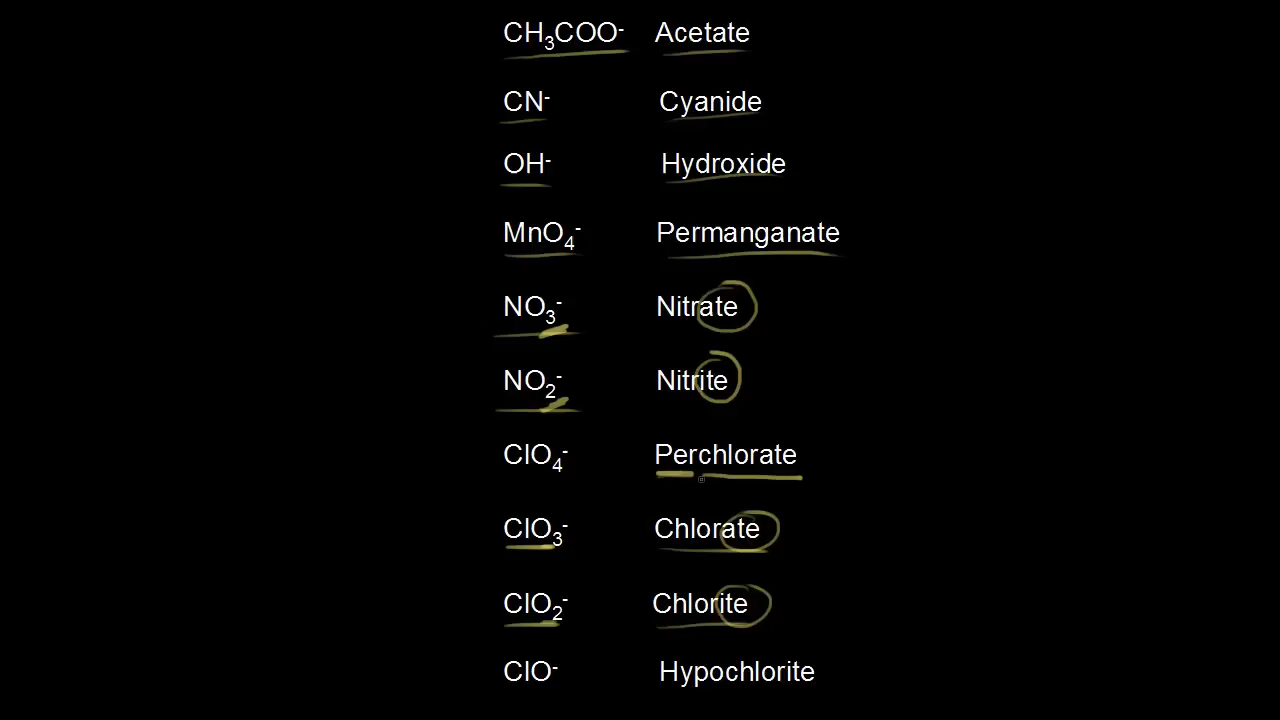 CH₃COO⁻ Acetate
CN⁻ Cyanide
OH⁻ Hydroxide
MnO₄⁻ Permanganate
NO₃⁻ Nitrate
NO₂⁻ Nitrite
ClO₄⁻ Perchlorate
ClO₃⁻ Chlorate
ClO₂⁻ Chlorite
ClO⁻ Hypochlorite